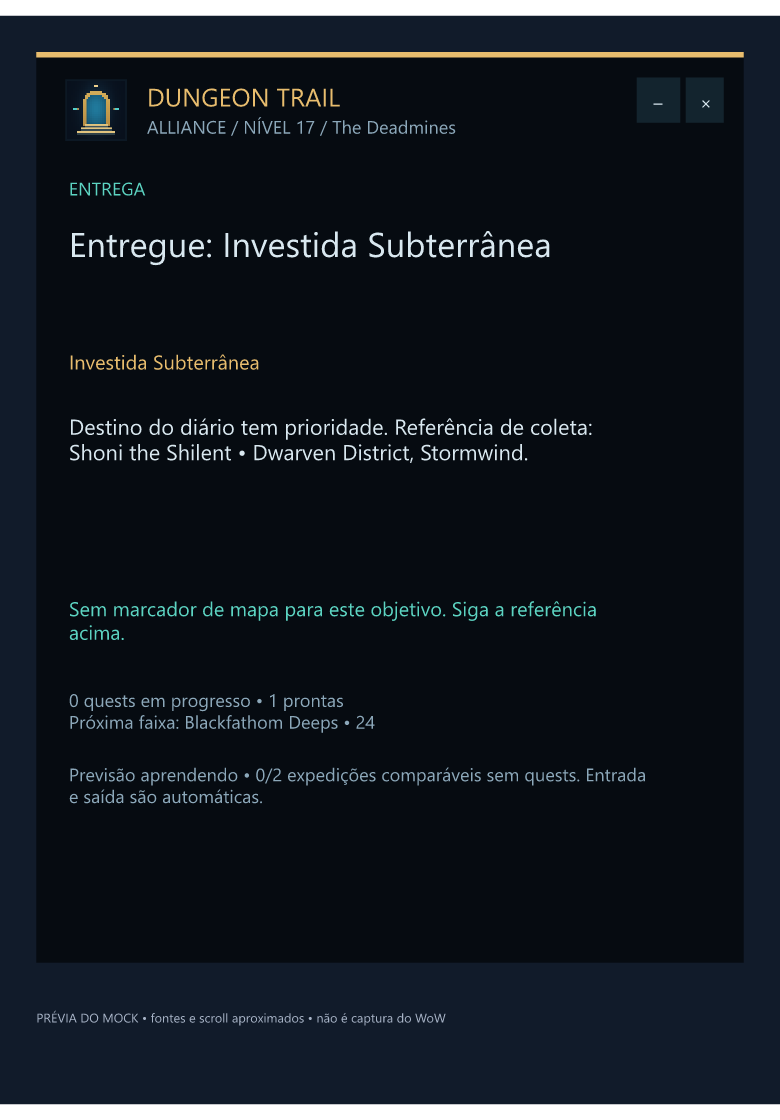 DUNGEON TRAIL
ALLIANCE / NÍVEL 17 / The Deadmines
– ×
ENTREGA
Entregue: Investida Subterrânea
Investida Subterrânea
Destino do diário tem prioridade. Referência de coleta:
Shoni the Shilent • Dwarven District, Stormwind.
Sem marcador de mapa para este objetivo. Siga a referência
acima.
0 quests em progresso • 1 prontas
Próxima faixa: Blackfathom Deeps • 24
Previsão aprendendo • 0/2 expedições comparáveis sem quests. Entrada
e saída são automáticas.
PRÉVIA DO MOCK • fontes e scroll aproximados • não é captura do WoW